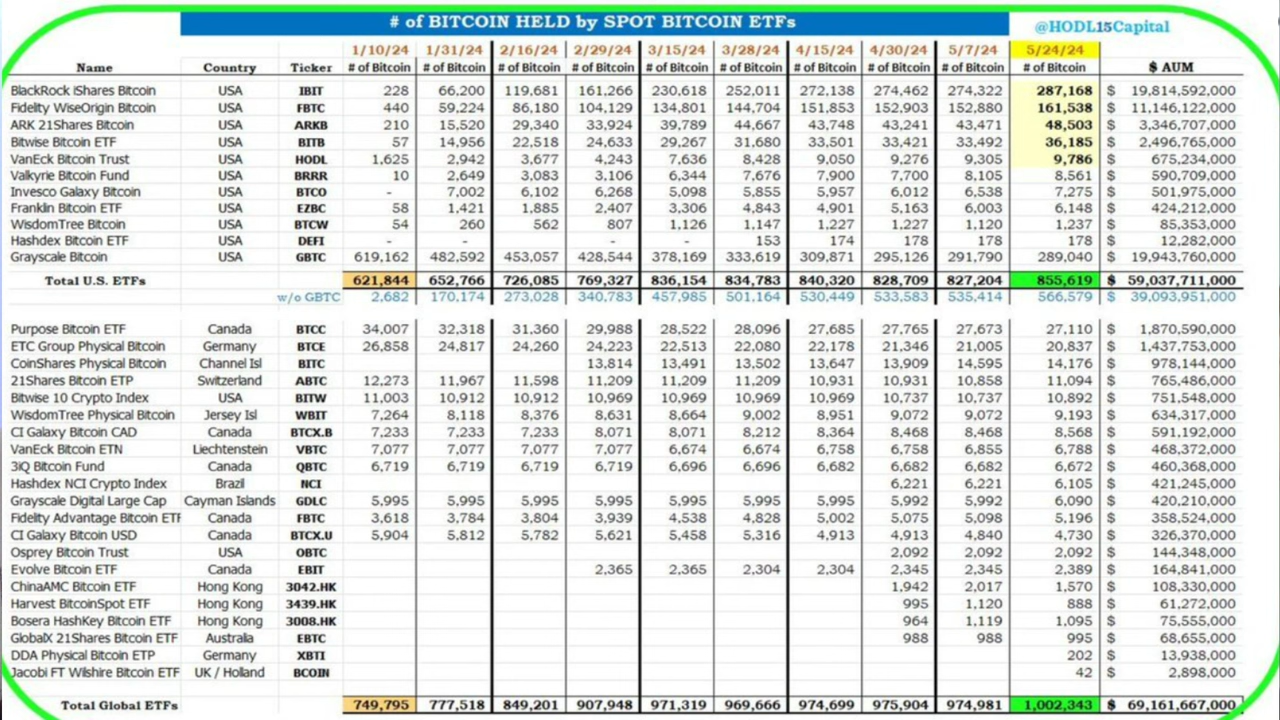 # of BITCOIN HELD by SPOT BITCOIN ETFs
@HODL15Capital
1/10/24 1/31/24 2/16/24 2/29/24 3/15/24 3/28/24 4/15/24 4/30/24 5/7/24 5/24/24
Name Country Ticker # of Bitcoin # of Bitcoin # of Bitcoin # of Bitcoin # of Bitcoin # of Bitcoin # of Bitcoin # of Bitcoin # of Bitcoin # of Bitcoin $ AUM
BlackRock iShares Bitcoin USA IBIT 228 66,200 119,681 161,266 230,618 252,011 272,138 274,462 274,322 287,168 $ 19,814,592,000
Fidelity WiseOrigin Bitcoin USA FBTC 440 59,224 86,180 104,129 134,801 144,704 151,853 152,903 152,880 161,538 $ 11,146,122,000
ARK 21Shares Bitcoin USA ARKB 210 15,520 29,340 33,924 39,789 44,667 43,748 43,241 43,471 48,503 $ 3,346,707,000
Bitwise Bitcoin ETF USA BITB 57 14,956 22,518 24,633 29,267 31,680 33,501 33,421 33,492 36,185 $ 2,496,765,000
VanEck Bitcoin Trust USA HODL 1,625 2,942 3,677 4,243 7,636 8,428 9,050 9,276 9,305 9,786 $ 675,234,000
Valkyrie Bitcoin Fund USA BRRR 10 2,649 3,083 3,106 6,344 7,676 7,900 7,700 8,105 8,561 $ 590,709,000
Invesco Galaxy Bitcoin USA BTCO - 7,002 6,102 6,268 5,098 5,855 5,957 6,012 6,538 7,275 $ 501,975,000
Franklin Bitcoin ETF USA EZBC 58 1,421 1,885 2,407 3,306 4,843 4,901 5,163 6,003 6,148 $ 424,212,000
WisdomTree Bitcoin USA BTCW 54 260 562 807 1,126 1,147 1,227 1,227 1,120 1,237 $ 85,353,000
Hashdex Bitcoin ETF USA DEFI - - - - - 153 174 178 178 178 $ 12,282,000
Grayscale Bitcoin USA GBTC 619,162 482,592 453,057 428,544 378,169 333,619 309,871 295,126 291,790 289,040 $ 19,943,760,000
Total U.S. ETFs 621,844 652,766 726,085 769,327 836,154 834,783 840,320 828,709 827,204 855,619 $ 59,037,711,000
w/o GBTC 2,682 170,174 273,028 340,783 457,985 501,164 530,449 533,583 535,414 566,579 $ 39,093,951,000
Purpose Bitcoin ETF Canada BTCC 34,007 32,318 31,360 29,988 28,522 28,096 27,685 27,765 27,673 27,110 $ 1,870,590,000
ETC Group Physical Bitcoin Germany BTCE 26,858 24,817 24,260 24,223 22,513 22,080 22,178 21,346 21,005 20,837 $ 1,437,753,000
CoinShares Physical Bitcoin Channel Isl BITC 13,814 13,491 13,502 13,647 13,909 14,595 14,176 $ 978,144,000
21Shares Bitcoin ETP Switzerland ABTC 12,273 11,967 11,598 11,209 11,209 11,209 10,931 10,931 10,858 11,094 $ 765,486,000
Bitwise 10 Crypto Index USA BITW 11,003 10,912 10,912 10,969 10,969 10,969 10,969 10,737 10,737 10,892 $ 751,548,000
WisdomTree Physical Bitcoin Jersey Isl WBIT 7,264 8,118 8,376 8,631 8,664 9,002 8,951 9,072 9,072 9,193 $ 634,317,000
CI Galaxy Bitcoin CAD Canada BTCX.B 7,233 7,233 7,233 8,071 8,071 8,212 8,364 8,468 8,468 8,568 $ 591,192,000
VanEck Bitcoin ETN Liechtenstein VBTC 7,077 7,077 7,077 7,077 6,674 6,674 6,758 6,758 6,855 6,788 $ 468,372,000
3iQ Bitcoin Fund Canada QBTC 6,719 6,719 6,719 6,719 6,696 6,696 6,682 6,682 6,682 6,672 $ 460,368,000
Hashdex NCI Crypto Index Brazil NCI 6,221 6,221 6,105 $ 421,245,000
Grayscale Digital Large Cap Cayman Islands GDLC 5,995 5,995 5,995 5,995 5,995 5,995 5,995 5,992 5,992 6,090 $ 420,210,000
Fidelity Advantage Bitcoin ETF Canada FBTC 3,618 3,784 3,804 3,939 4,538 4,828 5,002 5,075 5,098 5,196 $ 358,524,000
CI Galaxy Bitcoin USD Canada BTCX.U 5,904 5,812 5,782 5,621 5,458 5,316 4,913 4,913 4,840 4,730 $ 326,370,000
Osprey Bitcoin Trust USA OBTC 2,092 2,092 2,092 $ 144,348,000
Evolve Bitcoin ETF Canada EBIT 2,365 2,365 2,304 2,304 2,345 2,345 2,389 $ 164,841,000
ChinaAMC Bitcoin ETF Hong Kong 3042.HK 1,942 2,017 1,570 $ 108,330,000
Harvest BitcoinSpot ETF Hong Kong 3439.HK 995 1,120 888 $ 61,272,000
Bosera HashKey Bitcoin ETF Hong Kong 3008.HK 964 1,119 1,095 $ 75,555,000
GlobalX 21Shares Bitcoin ETF Australia EBTC 988 988 995 $ 68,655,000
DDA Physical Bitcoin ETP Germany XBTI 202 $ 13,938,000
Jacobi FT Wilshire Bitcoin ETF UK / Holland BCOIN 42 $ 2,898,000
Total Global ETFs 749,795 777,518 849,201 907,948 971,319 969,666 974,699 975,904 974,981 1,002,343 $ 69,161,667,000